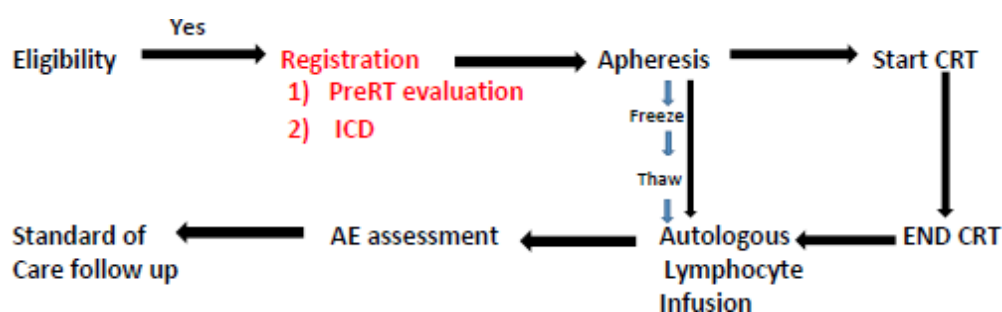 Yes
Eligibility
Registration
1) PreRT evaluation
2) ICD
Apheresis
Start CRT
Freeze
Thaw
Standard of
Care follow up
AE assessment
Autologous
Lymphocyte
Infusion
END CRT